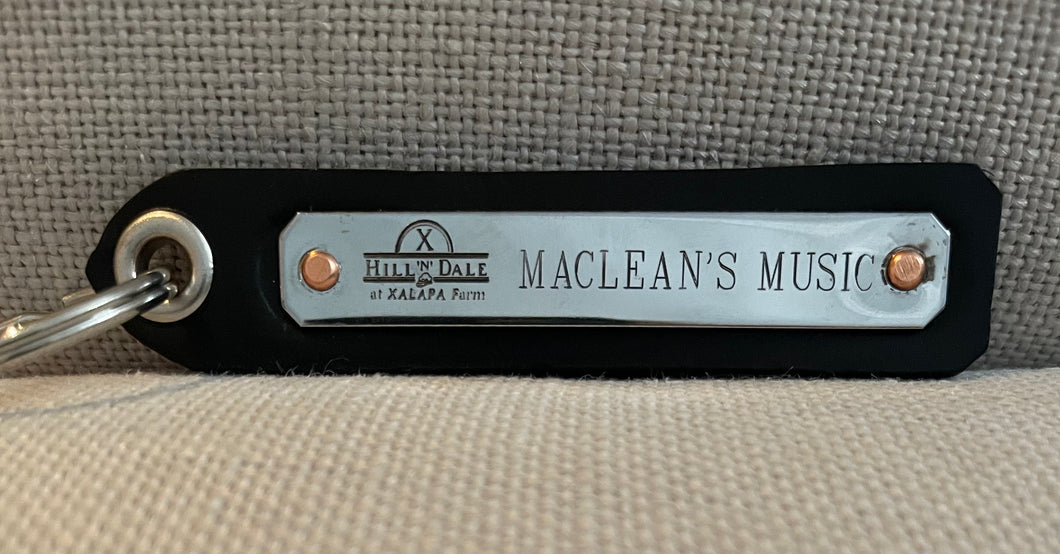 X
HILL 'N' DALE
at XALAPA Farm
MACLEAN'S MUSIC